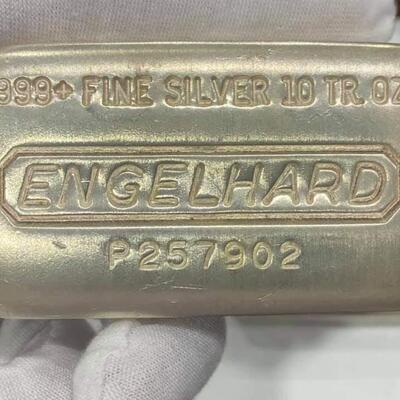 999+ FINE SILVER 10 TR. OZ
ENGELHARD
P257902